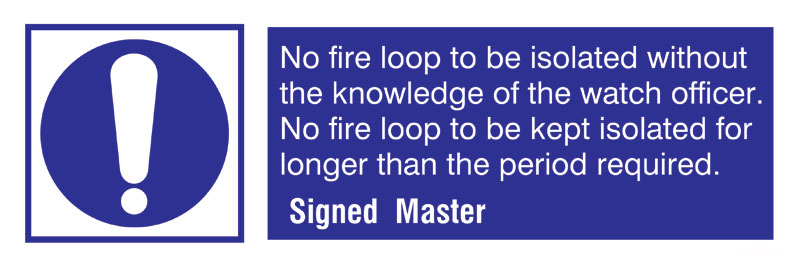 No fire loop to be isolated without
the knowledge of the watch officer.
No fire loop to be kept isolated for
longer than the period required.
Signed Master